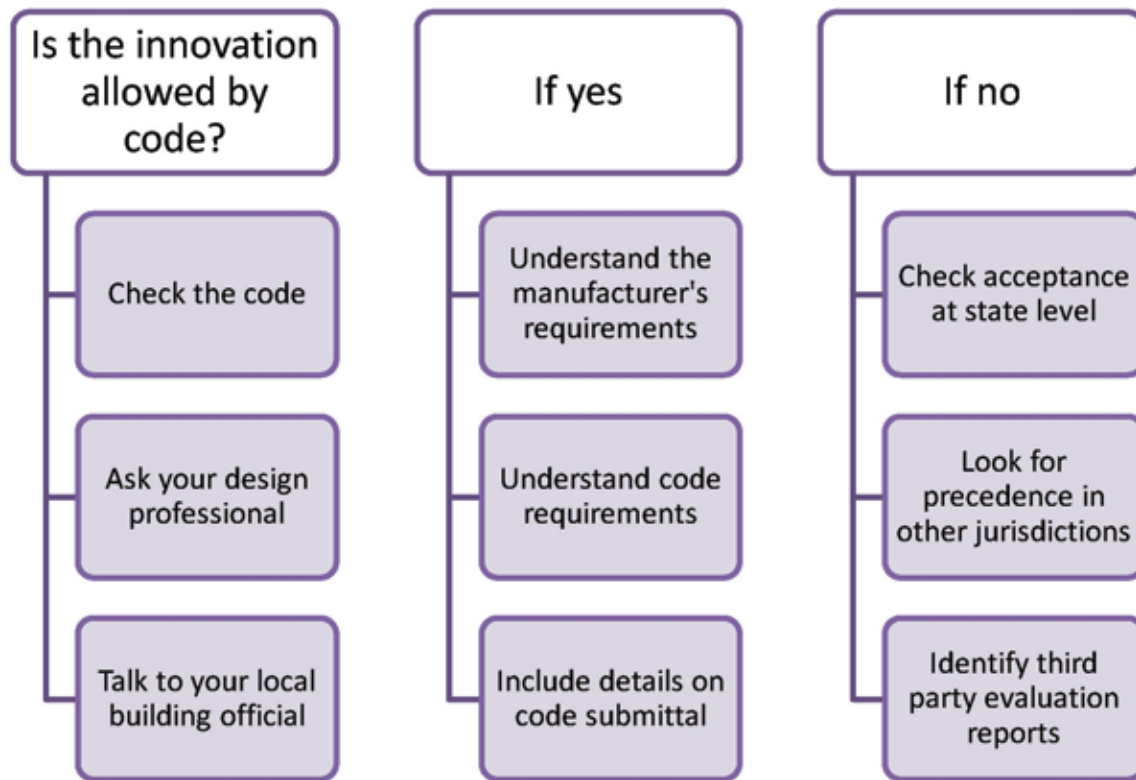 Is the innovation
allowed by
code?
Check the code
Ask your design
professional
Talk to your local
building official
If yes
Understand the
manufacturer's
requirements
Understand code
requirements
Include details on
code submittal
If no
Check acceptance
at state level
Look for
precedence in
other jurisdictions
Identify third
party evaluation
reports